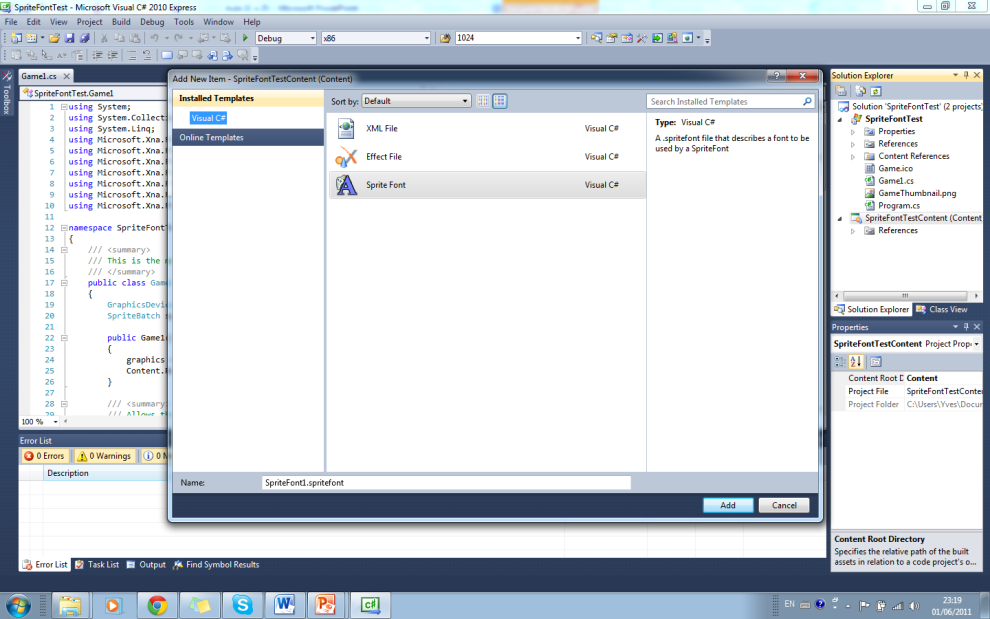 SpriteFontTest - Microsoft Visual C# 2010 Express
File Edit View Project Build Debug Data Tools Window Help
Debug x86 1024
Toolbox
Game1.cs
SpriteFontTest.Game1
1 using System;
2 using System.Collect
3 using System.Linq;
4 using Microsoft.Xna.
5 using Microsoft.Xna.
6 using Microsoft.Xna.
7 using Microsoft.Xna.
8 using Microsoft.Xna.
9 using Microsoft.Xna.
10 using Microsoft.Xna.
11
12 namespace SpriteFont
13 {
14 /// <summary>
15 /// This is the
16 /// </summary>
17 public class Gam
18 {
19 GraphicsDevi
20 SpriteBatch
21
22 public Game1
23 {
24 graphics
25 Content.
26 }
27
28 /// <summary
29 /// Allows th
100 %
Add New Item - SpriteFontTestContent (Content)
Installed Templates
Visual C#
Online Templates
Sort by: Default
Search Installed Templates
XML File Visual C#
Effect File Visual C#
Sprite Font Visual C#
Type: Visual C#
A .spritefont file that describes a font to be
used by a SpriteFont
Name: SpriteFont1.spritefont
Add Cancel
Solution Explorer
Solution 'SpriteFontTest' (2 projects)
SpriteFontTest
Properties
References
Content References
Game.ico
Game1.cs
GameThumbnail.png
Program.cs
SpriteFontTestContent (Content
References
Solution Explorer Class View
Properties
SpriteFontTestContent Project Prop
Content Root D Content
Project File SpriteFontTestConte
Project Folder C:\Users\Yves\Docu
Content Root Directory
Specifies the relative path of the built
assets in relation to a code project's o...
Error List
0 Errors 0 Warnings 0 M
Description
Error List Task List Output Find Symbol Results
EN
23:19
01/06/2011